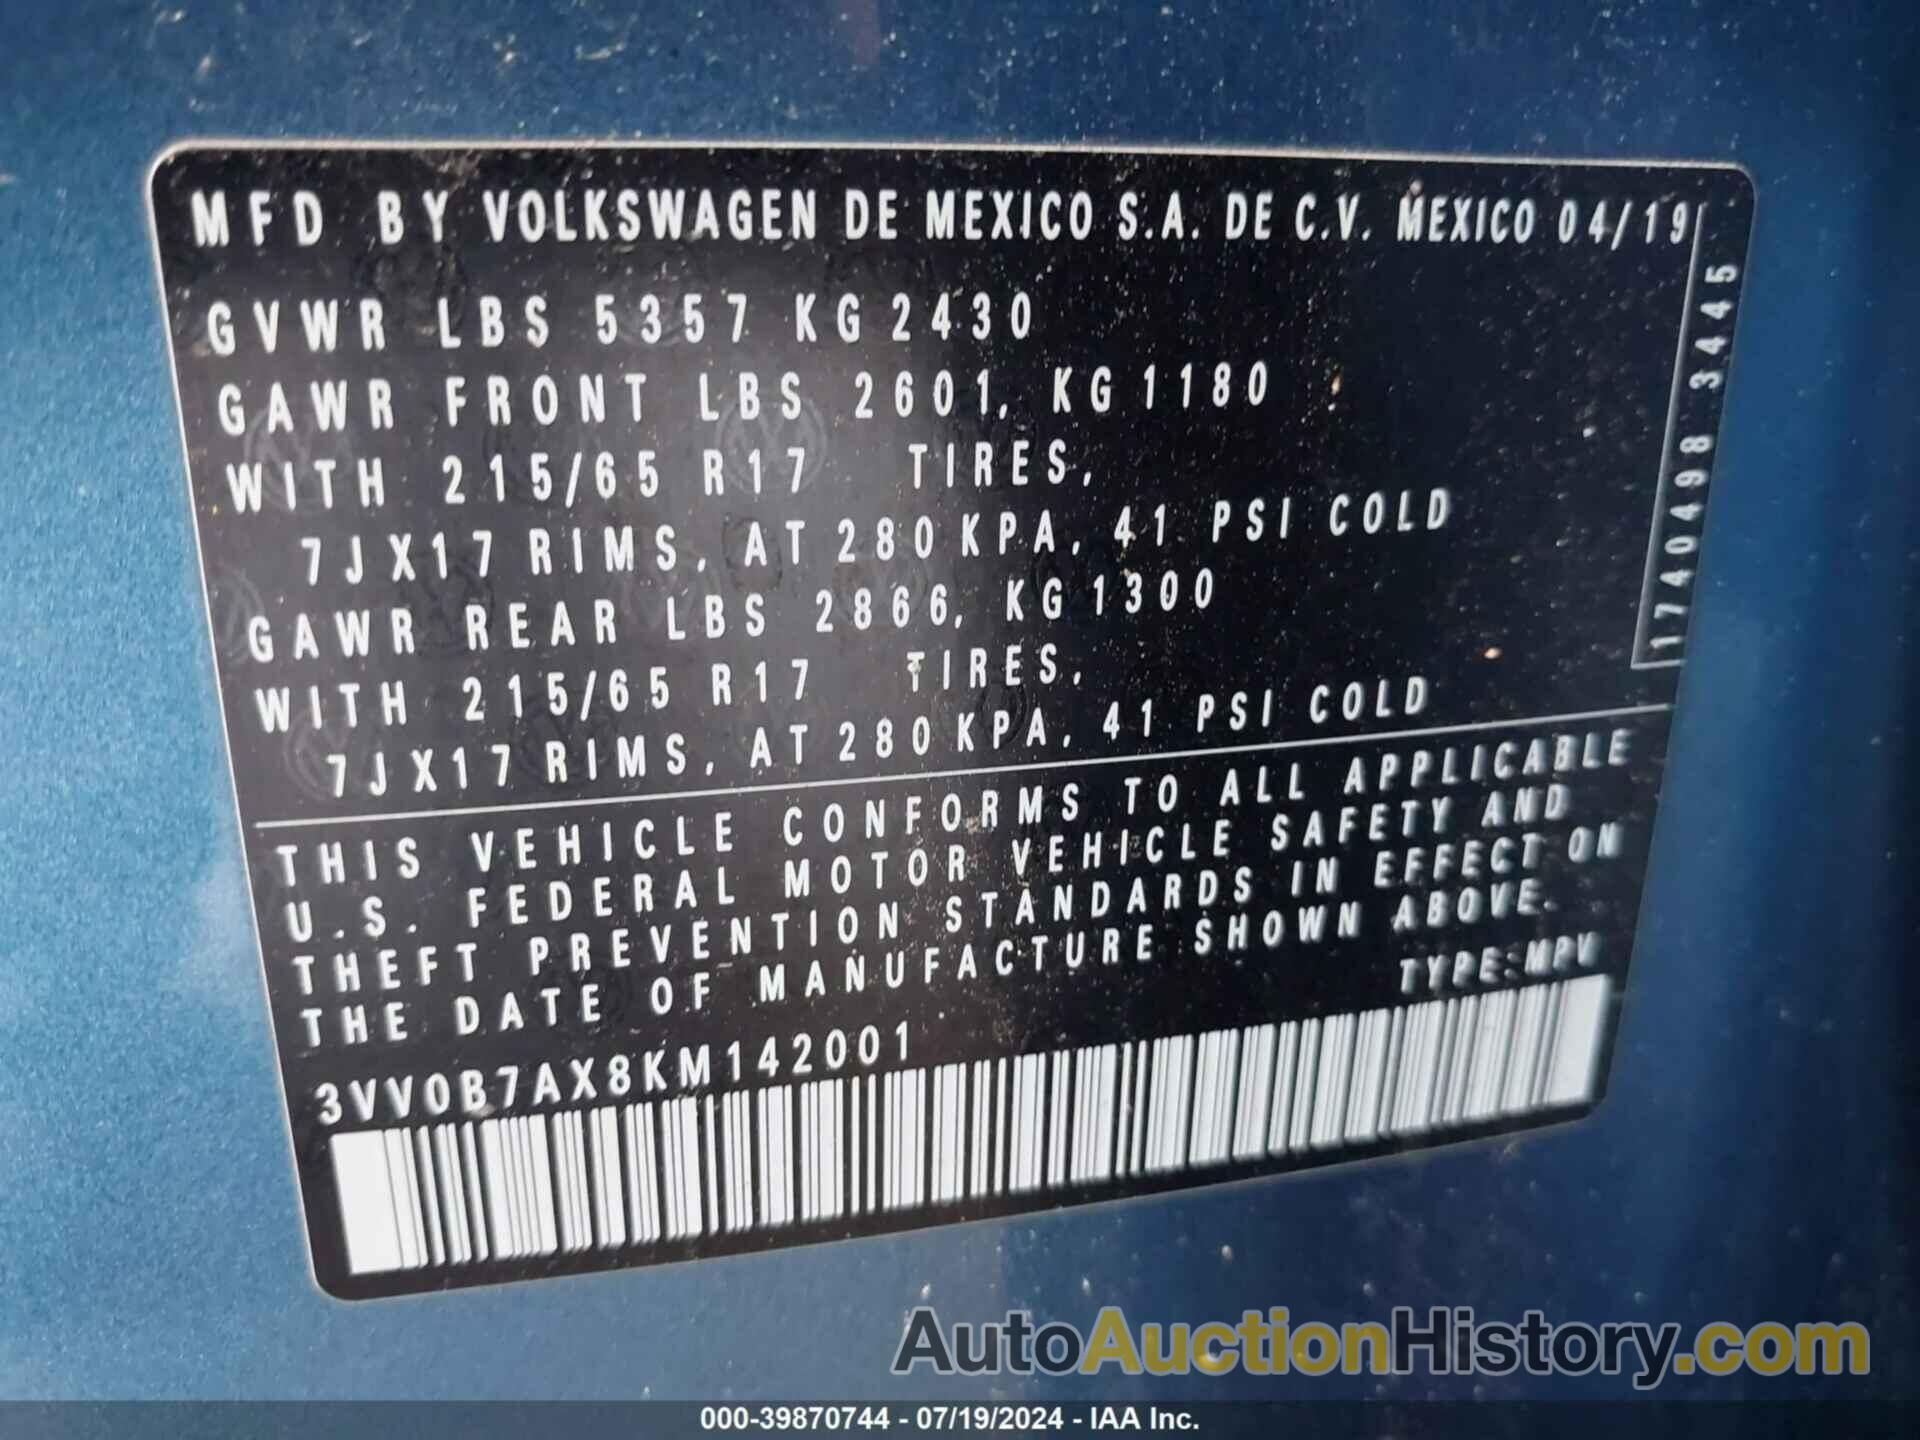 MFD BY VOLKSWAGEN DE MEXICO S.A. DE C.V. MEXICO 04/19
GVWR LBS 5357 KG 2430
GAWR FRONT LBS 2601, KG 1180
WITH 215/65 R17 TIRES,
7JX17 RIMS, AT 280 KPA, 41 PSI COLD
GAWR REAR LBS 2866, KG 1300
WITH 215/65 R17 TIRES,
7JX17 RIMS, AT 280 KPA, 41 PSI COLD
1740498 3445
THIS VEHICLE CONFORMS TO ALL APPLICABLE
U.S. FEDERAL MOTOR VEHICLE SAFETY AND
THEFT PREVENTION STANDARDS IN EFFECT ON
THE DATE OF MANUFACTURE SHOWN ABOVE.
TYPE: MPV
3VV0B7AX8KM142001
AutoAuctionHistory.com
000-39870744 - 07/19/2024 - IAA Inc.